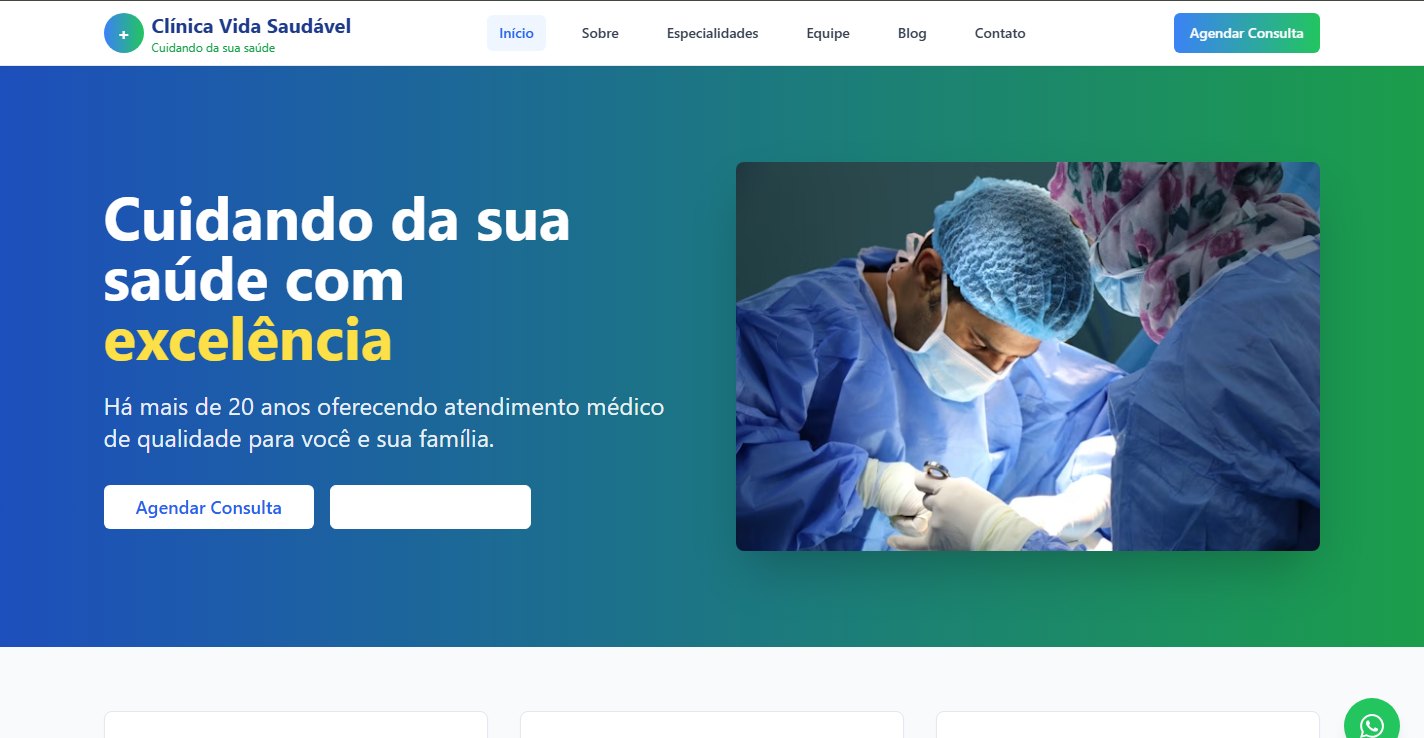 Clínica Vida Saudável
Cuidando da sua saúde
Início
Sobre
Especialidades
Equipe
Blog
Contato
Agendar Consulta
Cuidando da sua
saúde com
excelência
Há mais de 20 anos oferecendo atendimento médico
de qualidade para você e sua família.
Agendar Consulta